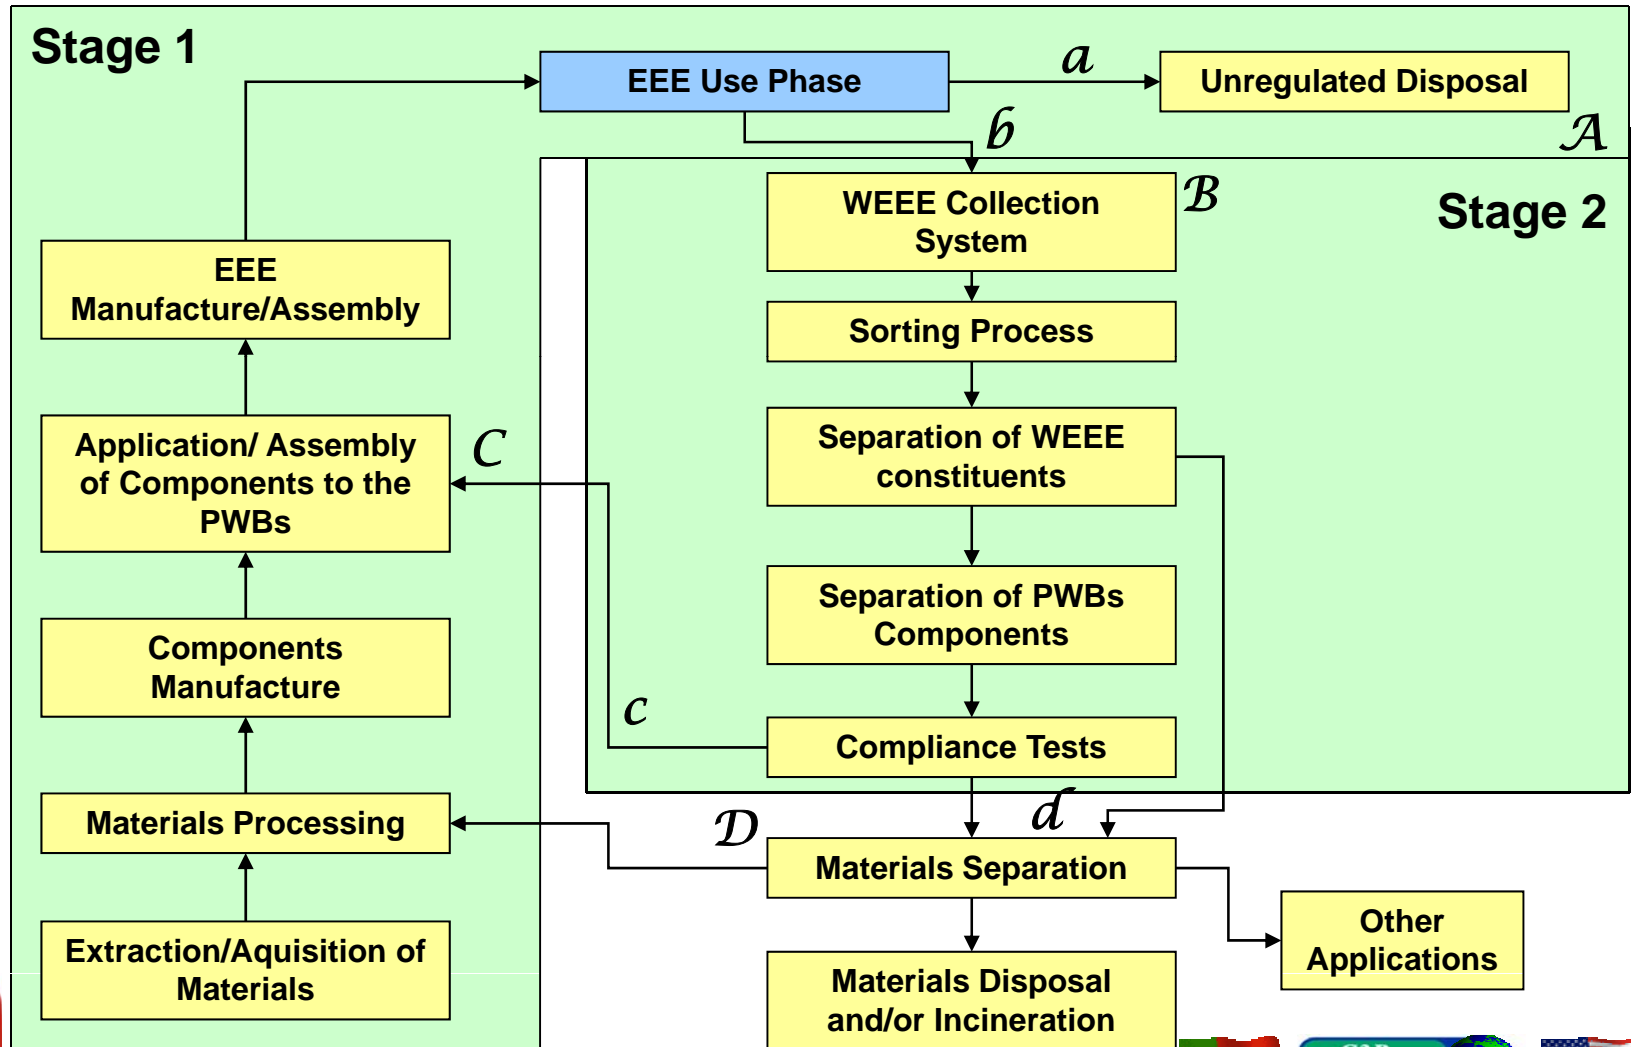 Stage 1
EEE Use Phase
a
Unregulated Disposal
A
b
WEEE Collection
System
B
Stage 2
EEE
Manufacture/Assembly
Sorting Process
Application/ Assembly
of Components to the
PWBs
C
Separation of WEEE
constituents
Separation of PWBs
Components
Components
Manufacture
c
Compliance Tests
Materials Processing
D
d
Materials Separation
Extraction/Aquisition of
Materials
Other
Applications
Materials Disposal
and/or Incineration